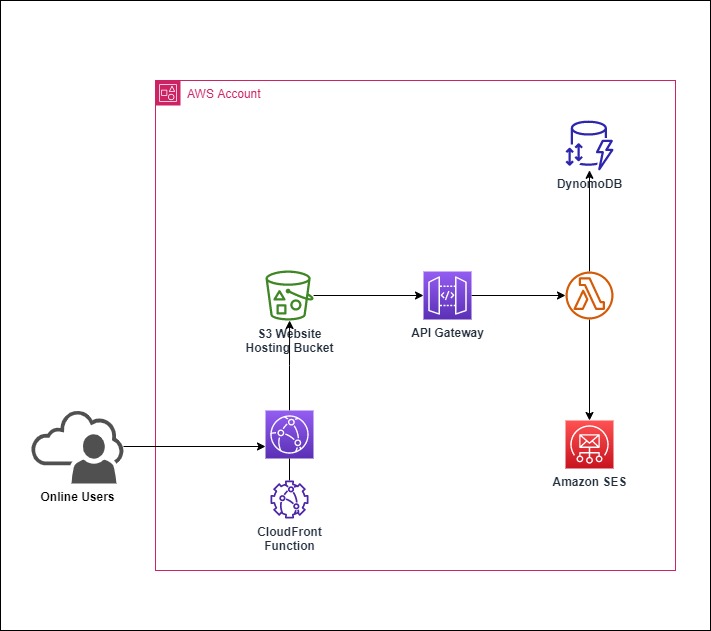 AWS Account
DynomoDB
S3 Website
Hosting Bucket
API Gateway
Amazon SES
Online Users
CloudFront
Function